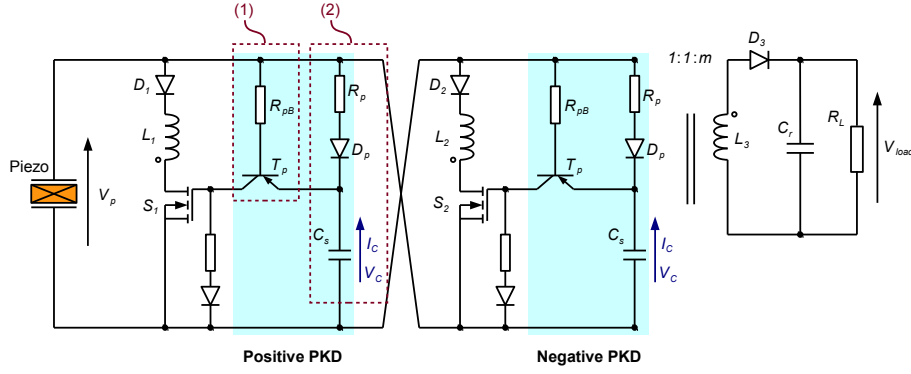 (1)
(2)
D1
RpB
Rp
L1
Dp
Tp
S1
Piezo
Vp
Cs
IC
VC
Positive PKD
D2
RpB
Rp
L2
Dp
Tp
S2
Cs
IC
VC
Negative PKD
1:1:m
D3
L3
Cr
RL
Vload